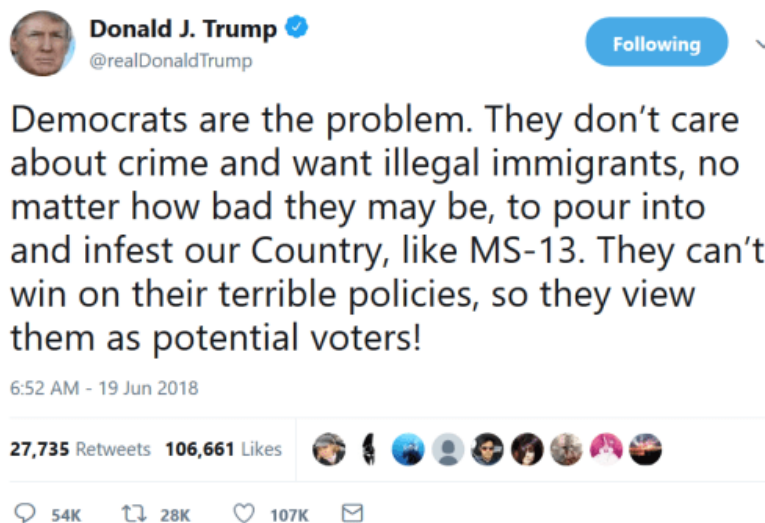 Donald J. Trump
@realDonaldTrump
Following
Democrats are the problem. They don't care
about crime and want illegal immigrants, no
matter how bad they may be, to pour into
and infest our Country, like MS-13. They can't
win on their terrible policies, so they view
them as potential voters!
6:52 AM - 19 Jun 2018
27,735 Retweets 106,661 Likes
54K 28K 107K